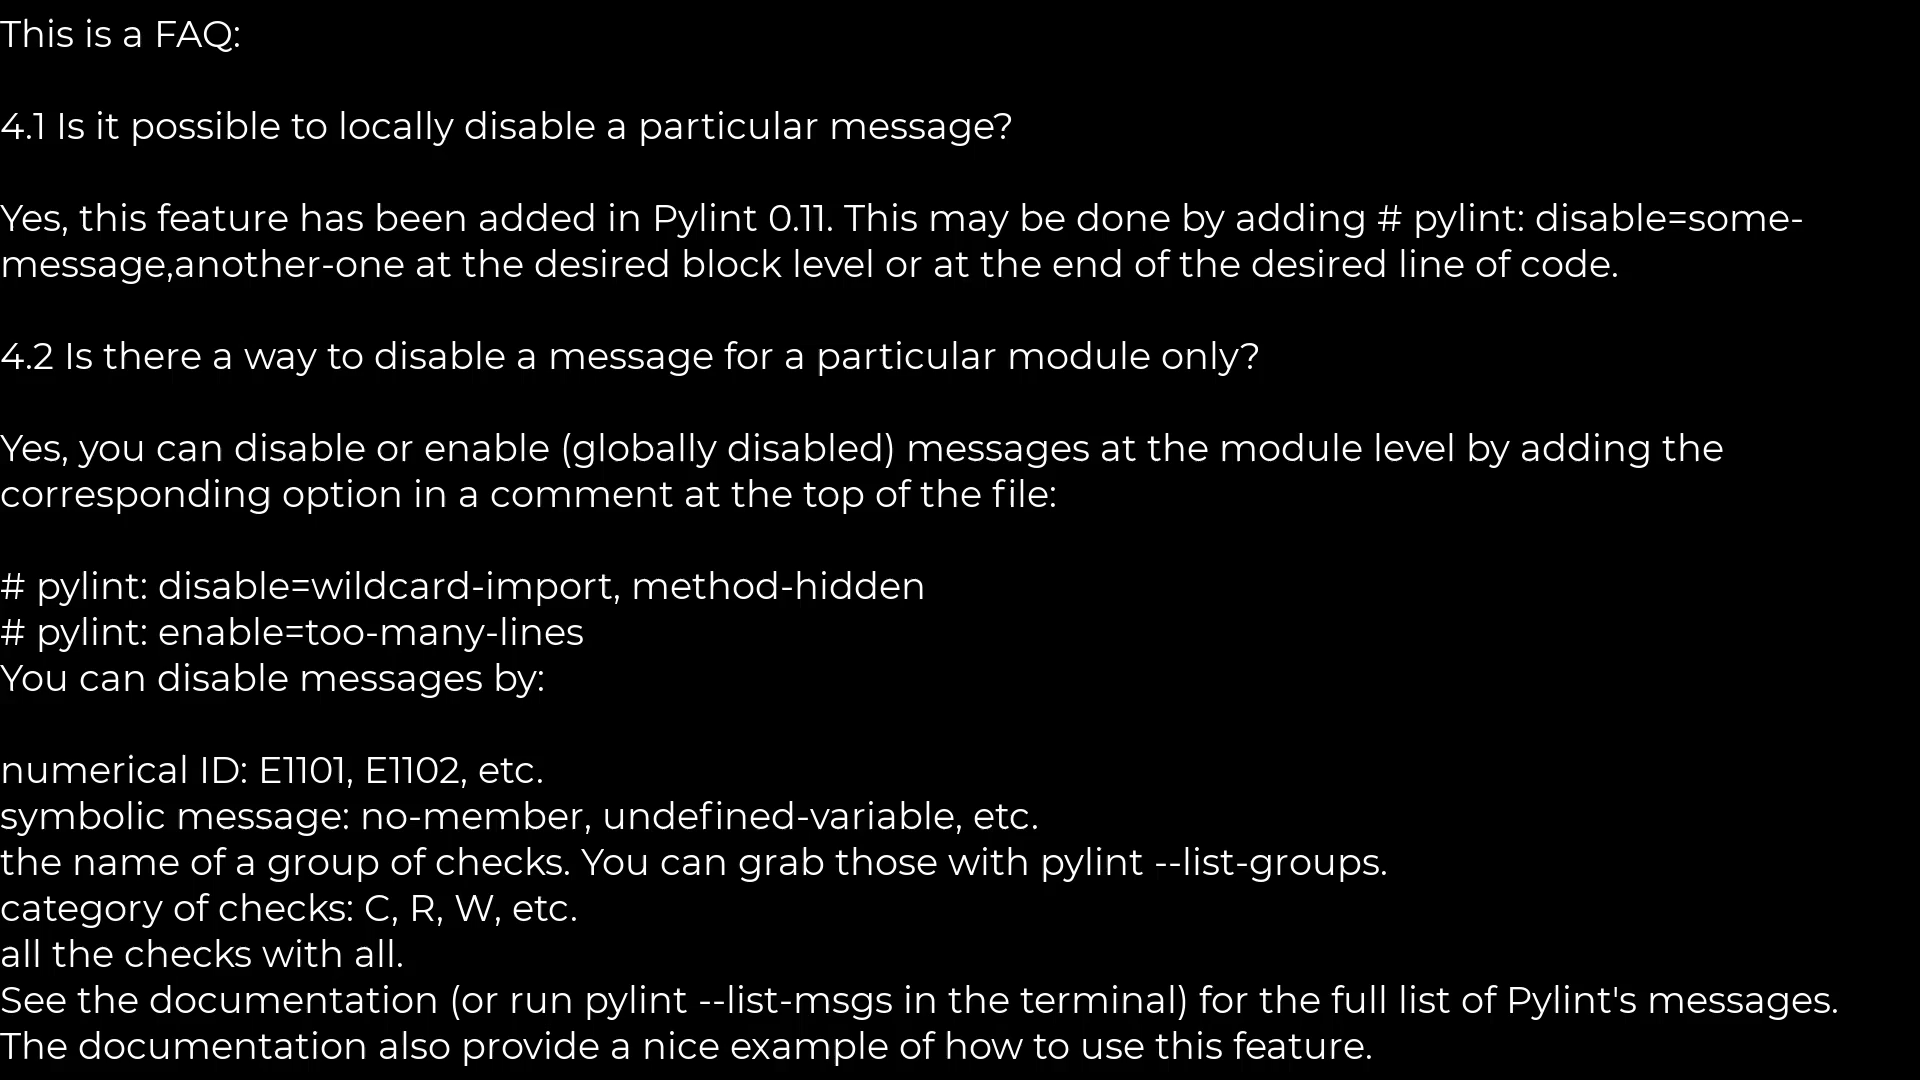 This is a FAQ:
4.1 Is it possible to locally disable a particular message?
Yes, this feature has been added in Pylint 0.11. This may be done by adding # pylint: disable=some-
message,another-one at the desired block level or at the end of the desired line of code.
4.2 Is there a way to disable a message for a particular module only?
Yes, you can disable or enable (globally disabled) messages at the module level by adding the
corresponding option in a comment at the top of the file:
# pylint: disable=wildcard-import, method-hidden
# pylint: enable=too-many-lines
You can disable messages by:
numerical ID: E1101, E1102, etc.
symbolic message: no-member, undefined-variable, etc.
the name of a group of checks. You can grab those with pylint --list-groups.
category of checks: C, R, W, etc.
all the checks with all.
See the documentation (or run pylint --list-msgs in the terminal) for the full list of Pylint's messages.
The documentation also provide a nice example of how to use this feature.